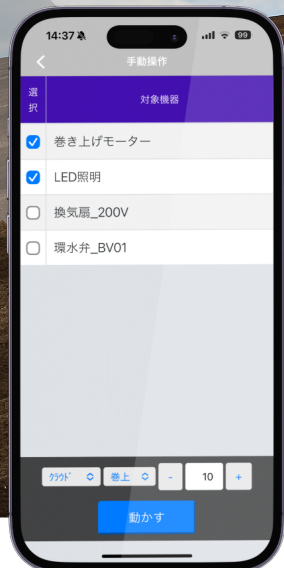 14:37
99
手動操作
選択
対象機器
巻き上げモーター
LED照明
換気扇_200V
環水弁_BV01
ｸﾗｳﾄﾞ 巻上 - 10 +
動かす